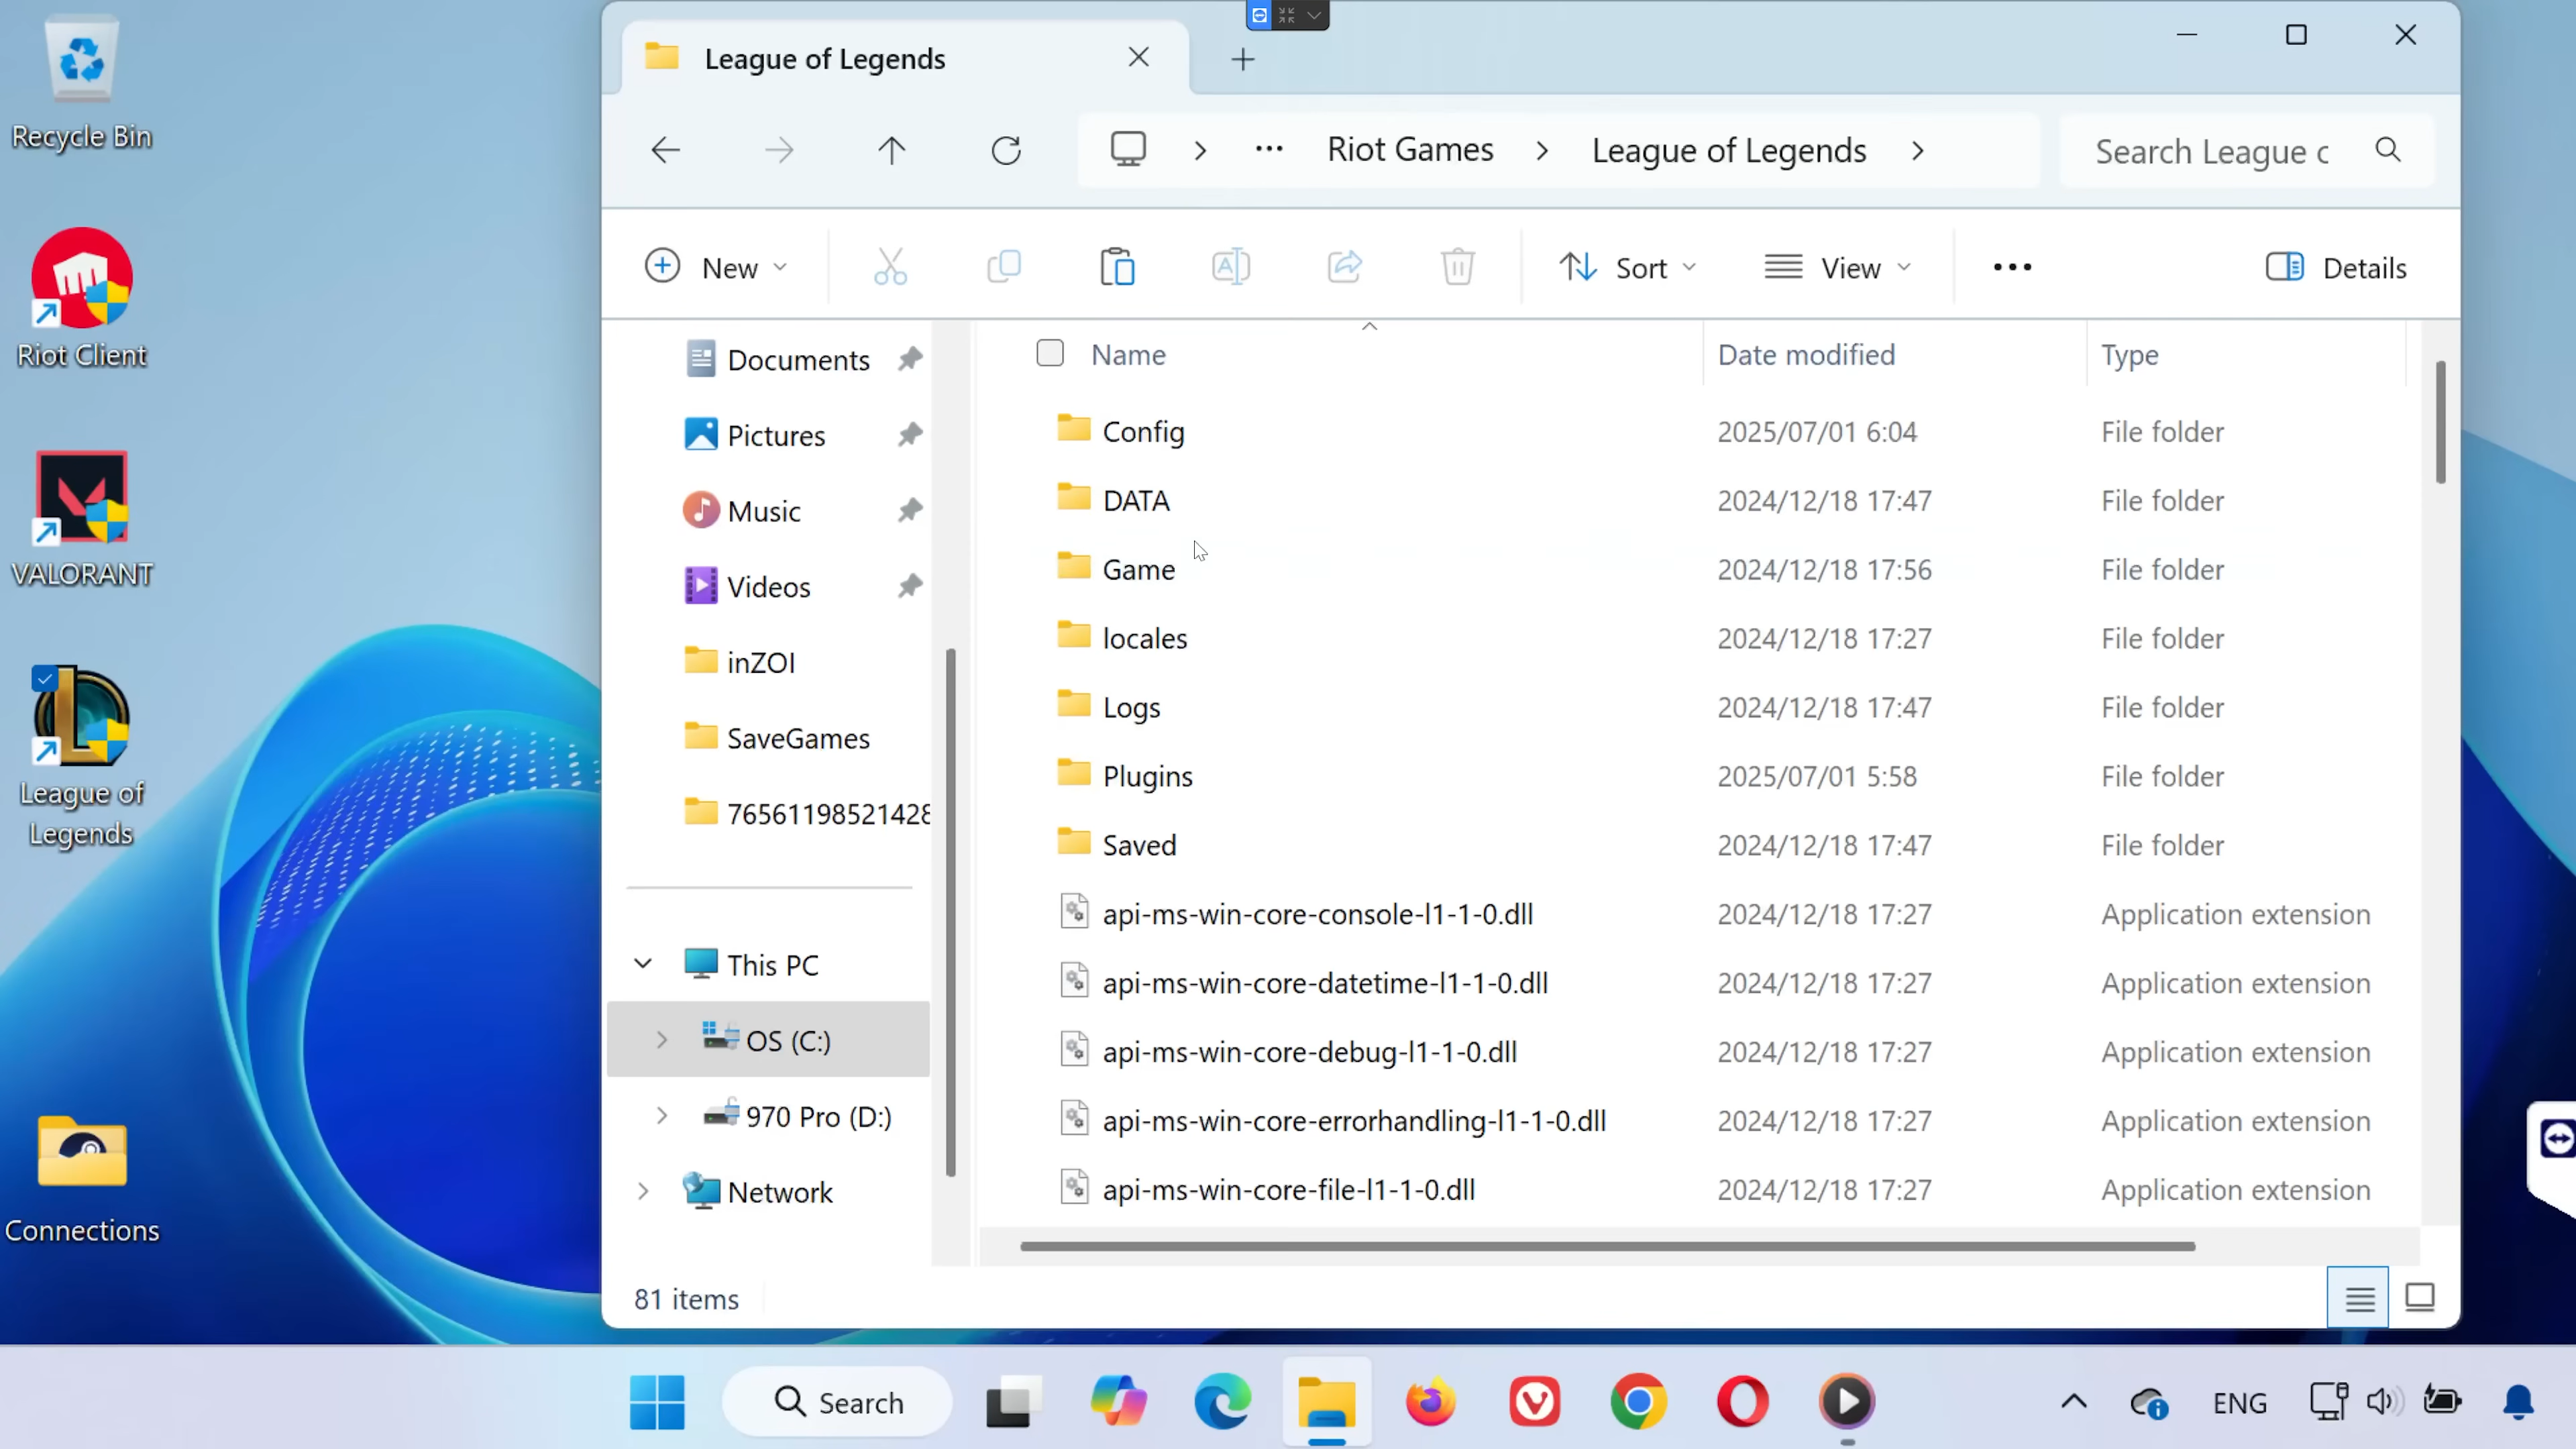 Recycle Bin
Riot Client
VALORANT
League of
Legends
Connections
League of Legends
Riot Games
League of Legends
Search League c
New
Sort
View
Details
Documents
Pictures
Music
Videos
inZOI
SaveGames
76561198521428
This PC
OS (C:)
970 Pro (D:)
Network
Name Date modified Type
Config 2025/07/01 6:04 File folder
DATA 2024/12/18 17:47 File folder
Game 2024/12/18 17:56 File folder
locales 2024/12/18 17:27 File folder
Logs 2024/12/18 17:47 File folder
Plugins 2025/07/01 5:58 File folder
Saved 2024/12/18 17:47 File folder
api-ms-win-core-console-l1-1-0.dll 2024/12/18 17:27 Application extension
api-ms-win-core-datetime-l1-1-0.dll 2024/12/18 17:27 Application extension
api-ms-win-core-debug-l1-1-0.dll 2024/12/18 17:27 Application extension
api-ms-win-core-errorhandling-l1-1-0.dll 2024/12/18 17:27 Application extension
api-ms-win-core-file-l1-1-0.dll 2024/12/18 17:27 Application extension
81 items
Search
ENG